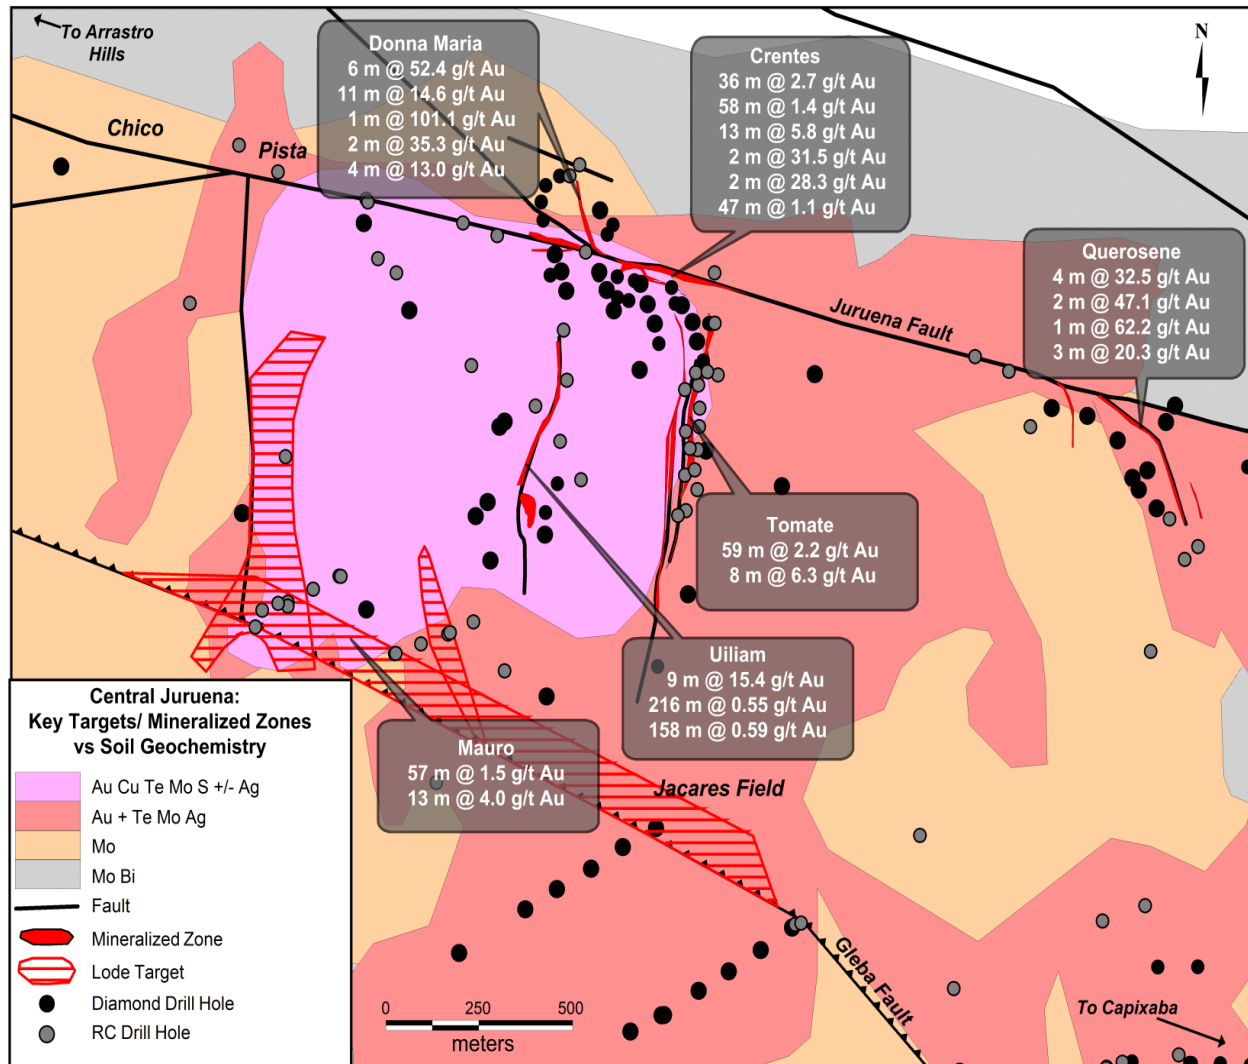 To Arrastro
Hills
N
Donna Maria
6 m @ 52.4 g/t Au
11 m @ 14.6 g/t Au
1 m @ 101.1 g/t Au
2 m @ 35.3 g/t Au
4 m @ 13.0 g/t Au
Crentes
36 m @ 2.7 g/t Au
58 m @ 1.4 g/t Au
13 m @ 5.8 g/t Au
2 m @ 31.5 g/t Au
2 m @ 28.3 g/t Au
47 m @ 1.1 g/t Au
Chico
Pista
Querosene
4 m @ 32.5 g/t Au
2 m @ 47.1 g/t Au
1 m @ 62.2 g/t Au
3 m @ 20.3 g/t Au
Juruena Fault
Tomate
59 m @ 2.2 g/t Au
8 m @ 6.3 g/t Au
Uiliam
9 m @ 15.4 g/t Au
216 m @ 0.55 g/t Au
158 m @ 0.59 g/t Au
Mauro
57 m @ 1.5 g/t Au
13 m @ 4.0 g/t Au
Jacares Field
Gleba Fault
To Capixaba
Central Juruena:
Key Targets/ Mineralized Zones
vs Soil Geochemistry
Au Cu Te Mo S +/- Ag
Au + Te Mo Ag
Mo
Mo Bi
Fault
Mineralized Zone
Lode Target
Diamond Drill Hole
RC Drill Hole
0 250 500
meters